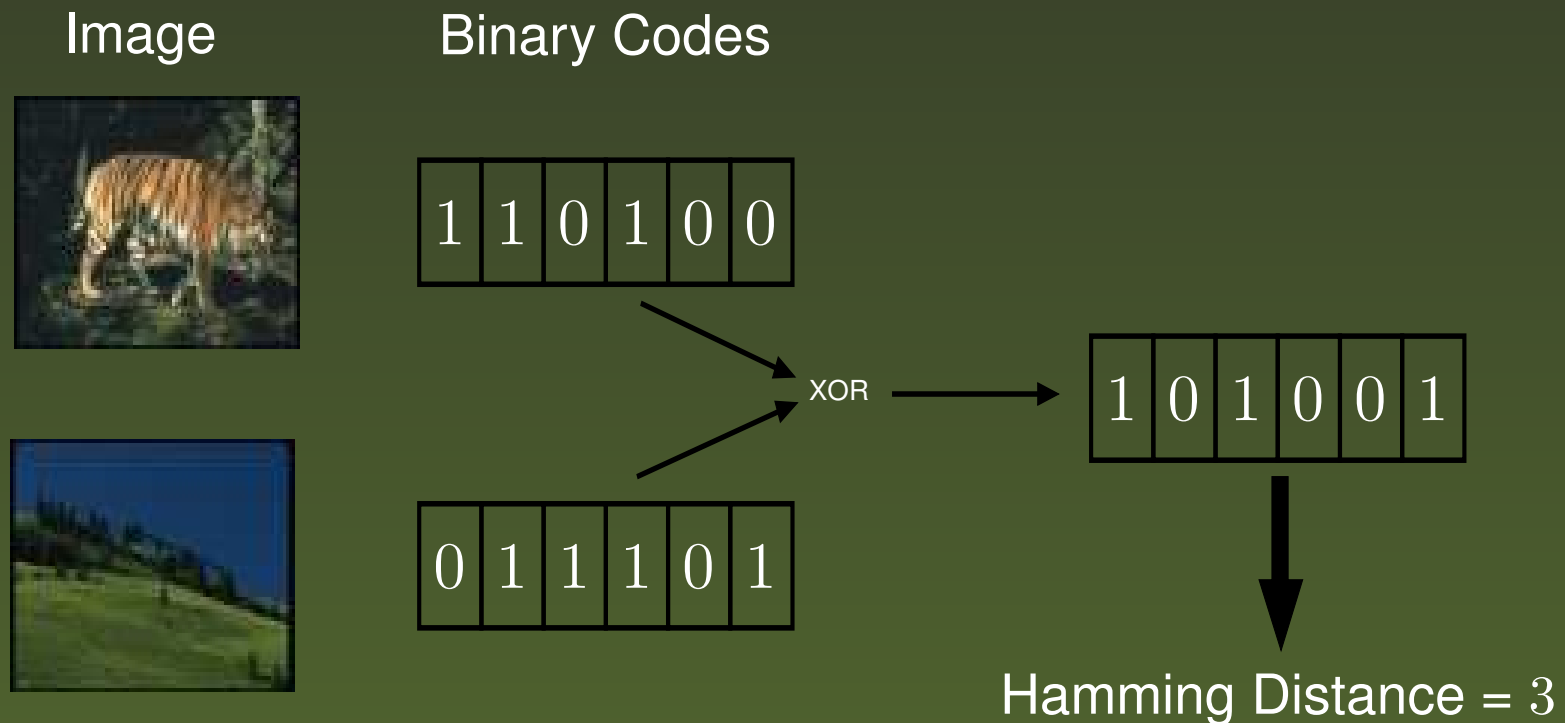 Image Binary Codes
1 1 0 1 0 0
XOR
1 0 1 0 0 1
0 1 1 1 0 1
Hamming Distance = 3